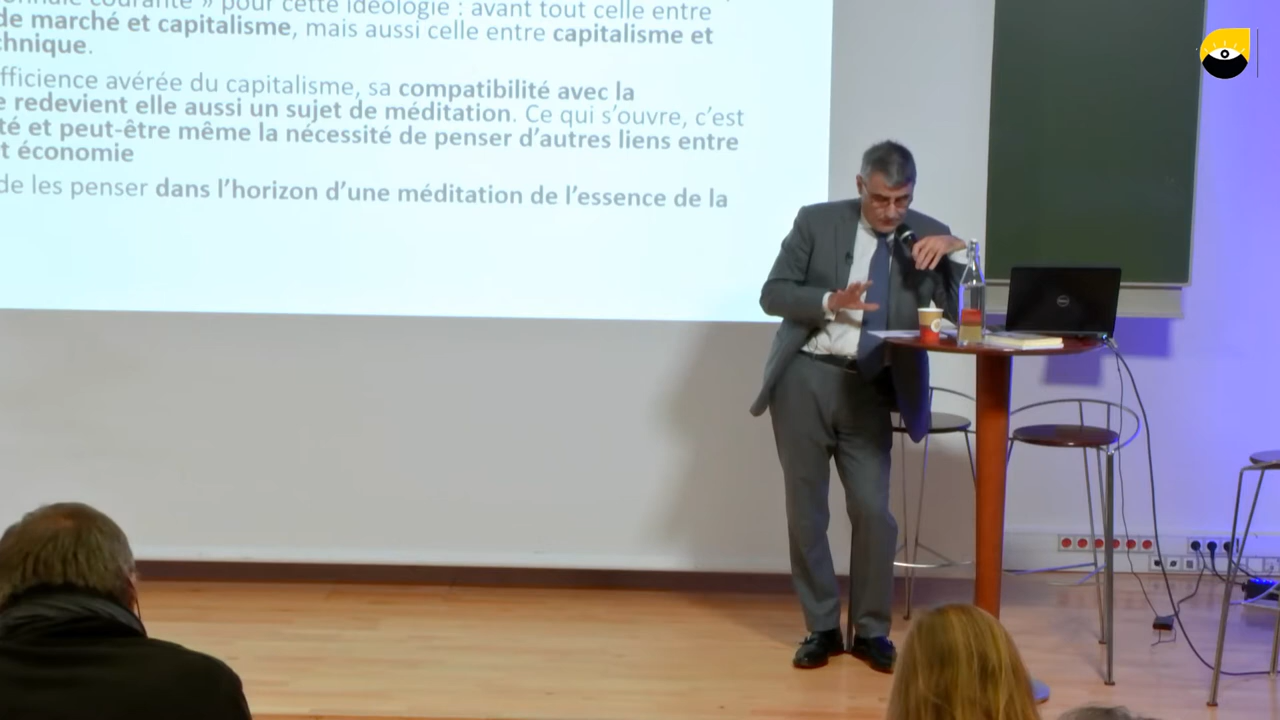 courante » pour cette idéologie : avant tout celle entre
de marché et capitalisme, mais aussi celle entre capitalisme et
chnique.
fficience avérée du capitalisme, sa compatibilité avec la
e redevient elle aussi un sujet de méditation. Ce qui s'ouvre, c'est
té et peut-être même la nécessité de penser d'autres liens entre
t économie
de les penser dans l'horizon d'une méditation de l'essence de la
DELL